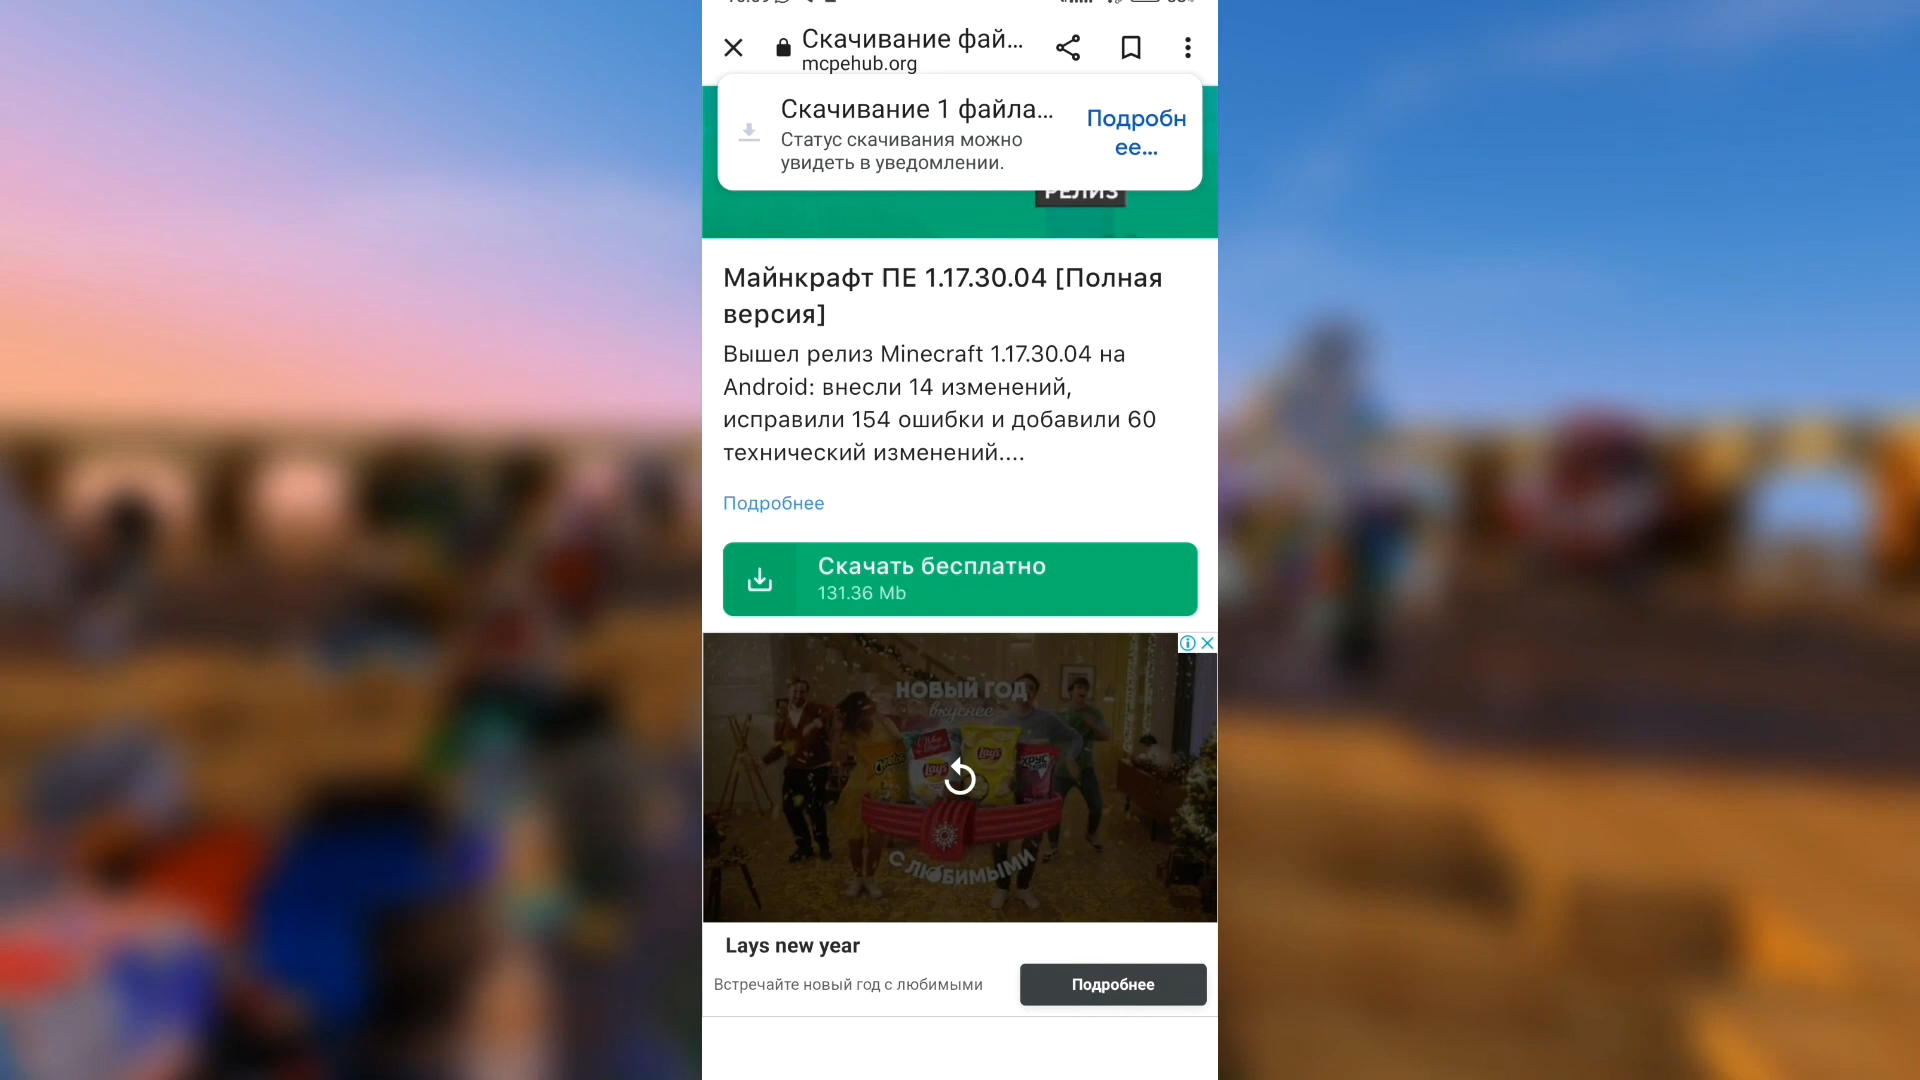 Скачивание фай...
mcpehub.org
Скачивание 1 файла...
Статус скачивания можно
увидеть в уведомлении.
Подробн
ее...
РЕЛИЗ
Майнкрафт ПЕ 1.17.30.04 [Полная
версия]
Вышел релиз Minecraft 1.17.30.04 на
Android: внесли 14 изменений,
исправили 154 ошибки и добавили 60
технический изменений....
Подробнее
Скачать бесплатно
131.36 Mb
НОВЫЙ ГОД
вкуснее
Lay's
Lay's
С ЛЮБИМЫМИ
Lays new year
Встречайте новый год с любимыми
Подробнее